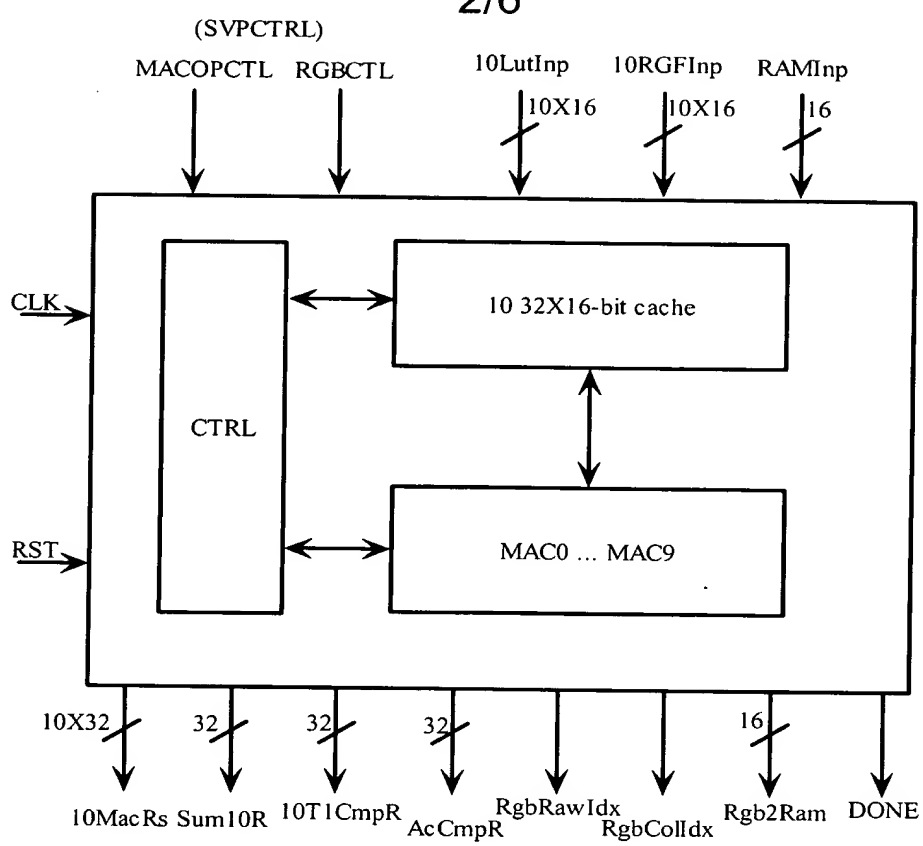 2/6
(SVPCTRL)
MACOPCTL RGBCTL 10LutInp 10RGFInp RAMInp
10X16 10X16 16
CLK
10 32X16-bit cache
CTRL
RST
MAC0 ... MAC9
10X32 32 32 32 16
10MacRs Sum10R 10T1CmpR AcCmpR RgbRawIdx RgbColIdx Rgb2Ram DONE